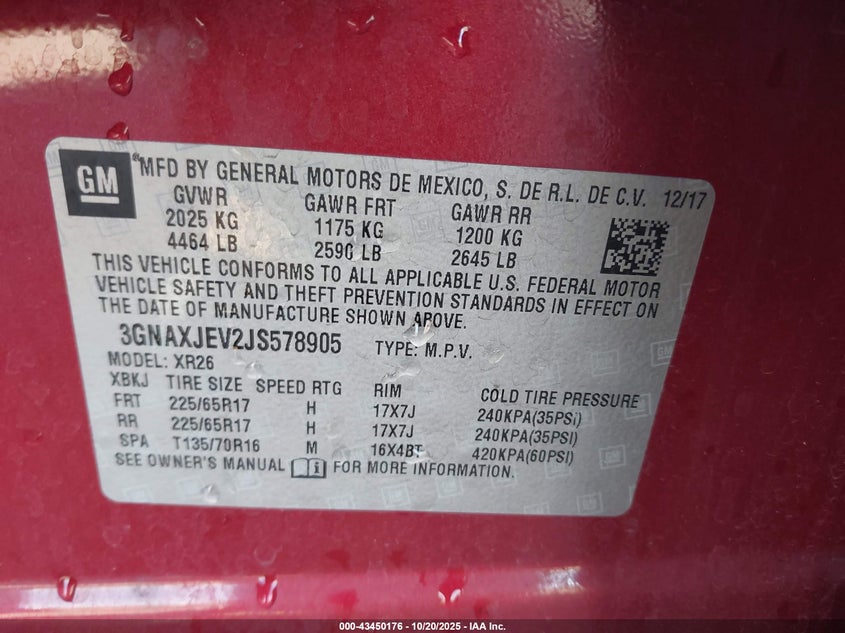 GM
MFD BY GENERAL MOTORS DE MEXICO, S. DE R.L. DE C.V. 12/17
GVWR GAWR FRT GAWR RR
2025 KG 1175 KG 1200 KG
4464 LB 2590 LB 2645 LB
THIS VEHICLE CONFORMS TO ALL APPLICABLE U.S. FEDERAL MOTOR
VEHICLE SAFETY AND THEFT PREVENTION STANDARDS IN EFFECT ON
THE DATE OF MANUFACTURE SHOWN ABOVE.
3GNAXJEV2JS578905 TYPE: M.P.V.
MODEL: XR26
XBKJ TIRE SIZE SPEED RTG RIM COLD TIRE PRESSURE
FRT 225/65R17 H 17X7J 240KPA(35PSI)
RR 225/65R17 H 17X7J 240KPA(35PSI)
SPA T135/70R16 M 16X4BT 420KPA(60PSI)
SEE OWNER'S MANUAL i FOR MORE INFORMATION.
000-43450176 | 10/20/2025 | IAA Inc.